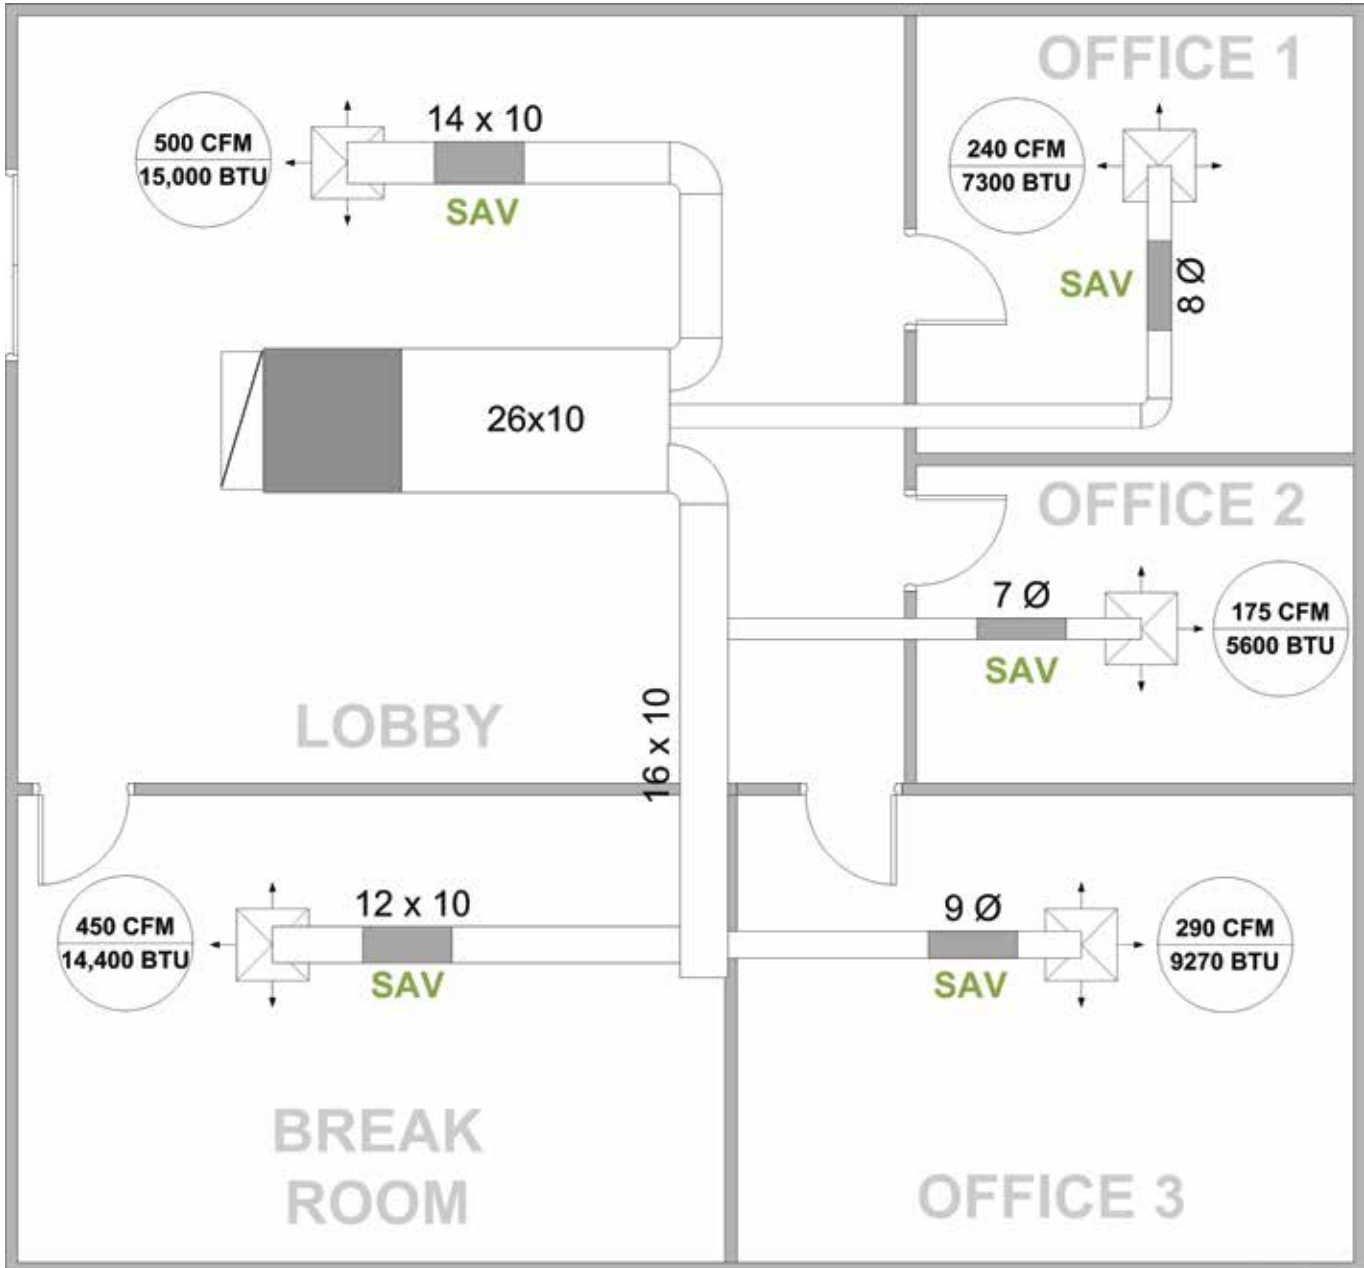 OFFICE 1
14 x 10
500 CFM
15,000 BTU
SAV
240 CFM
7300 BTU
SAV
8 Ø
26x10
OFFICE 2
7 Ø
175 CFM
5600 BTU
SAV
LOBBY
16 x 10
12 x 10
450 CFM
14,400 BTU
SAV
9 Ø
290 CFM
9270 BTU
SAV
BREAK
ROOM
OFFICE 3